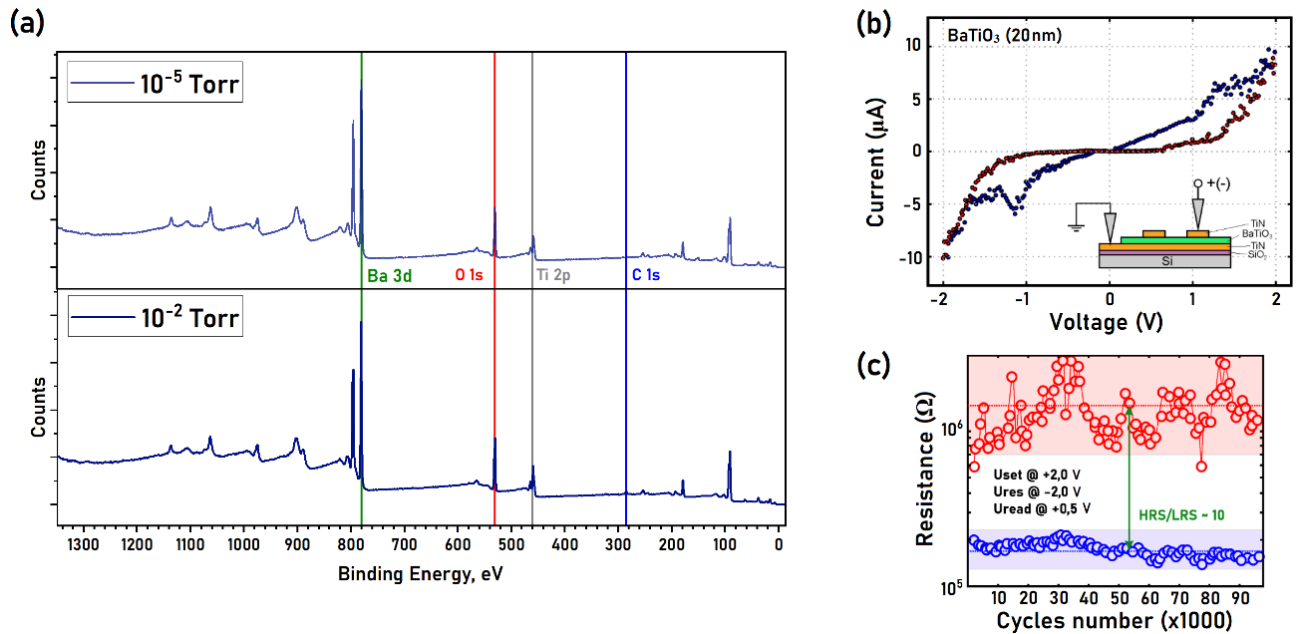 (a)
10⁻⁵ Torr
Counts
Ba 3d
O 1s
Ti 2p
C 1s
10⁻² Torr
Counts
1300 1200 1100 1000 900 800 700 600 500 400 300 200 100 0
Binding Energy, eV
(b)
BaTiO₃ (20nm)
10
5
0
-5
-10
Current (μA)
+(-)
TiN
BaTiO₃
TiN
SiO₂
Si
-2 -1 0 1 2
Voltage (V)
(c)
Resistance (Ω)
10⁶
10⁵
Uset @ +2,0 V
Ures @ -2,0 V
Uread @ +0,5 V
HRS/LRS ~ 10
10 20 30 40 50 60 70 80 90
Cycles number (x1000)